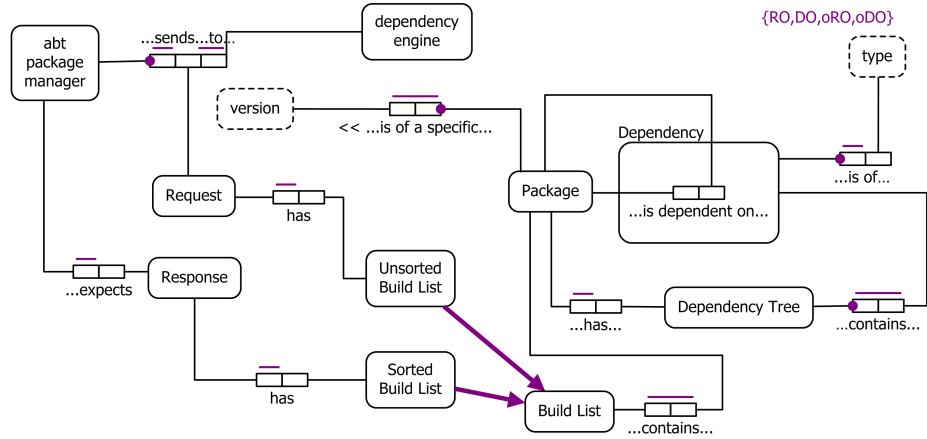 {RO,DO,oRO,oDO}
...sends...to...
dependency
engine
abt
package
manager
type
version
<< ...is of a specific...
Dependency
...is of...
Package
...is dependent on...
Request
has
Unsorted
Build List
Response
...expects
...has...
Dependency Tree
...contains...
Sorted
Build List
has
Build List
...contains...